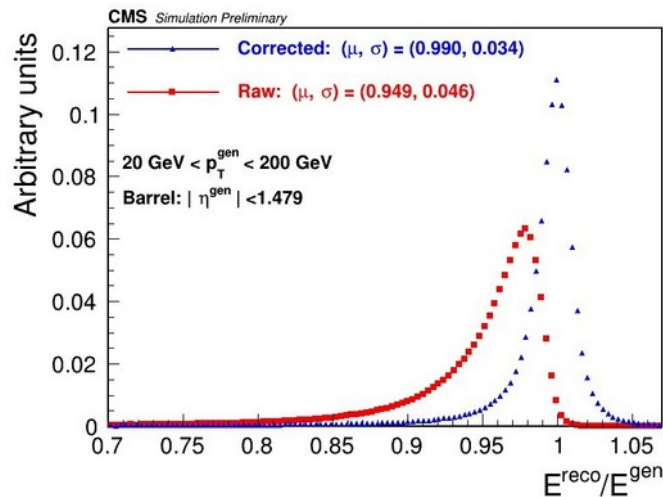 CMS Simulation Preliminary
Corrected: (μ, σ) = (0.990, 0.034)
Raw: (μ, σ) = (0.949, 0.046)
20 GeV < p_T^gen < 200 GeV
Barrel: | η^gen | <1.479
Arbitrary units
0.12
0.1
0.08
0.06
0.04
0.02
0
0.7 0.75 0.8 0.85 0.9 0.95 1 1.05
E^reco/E^gen